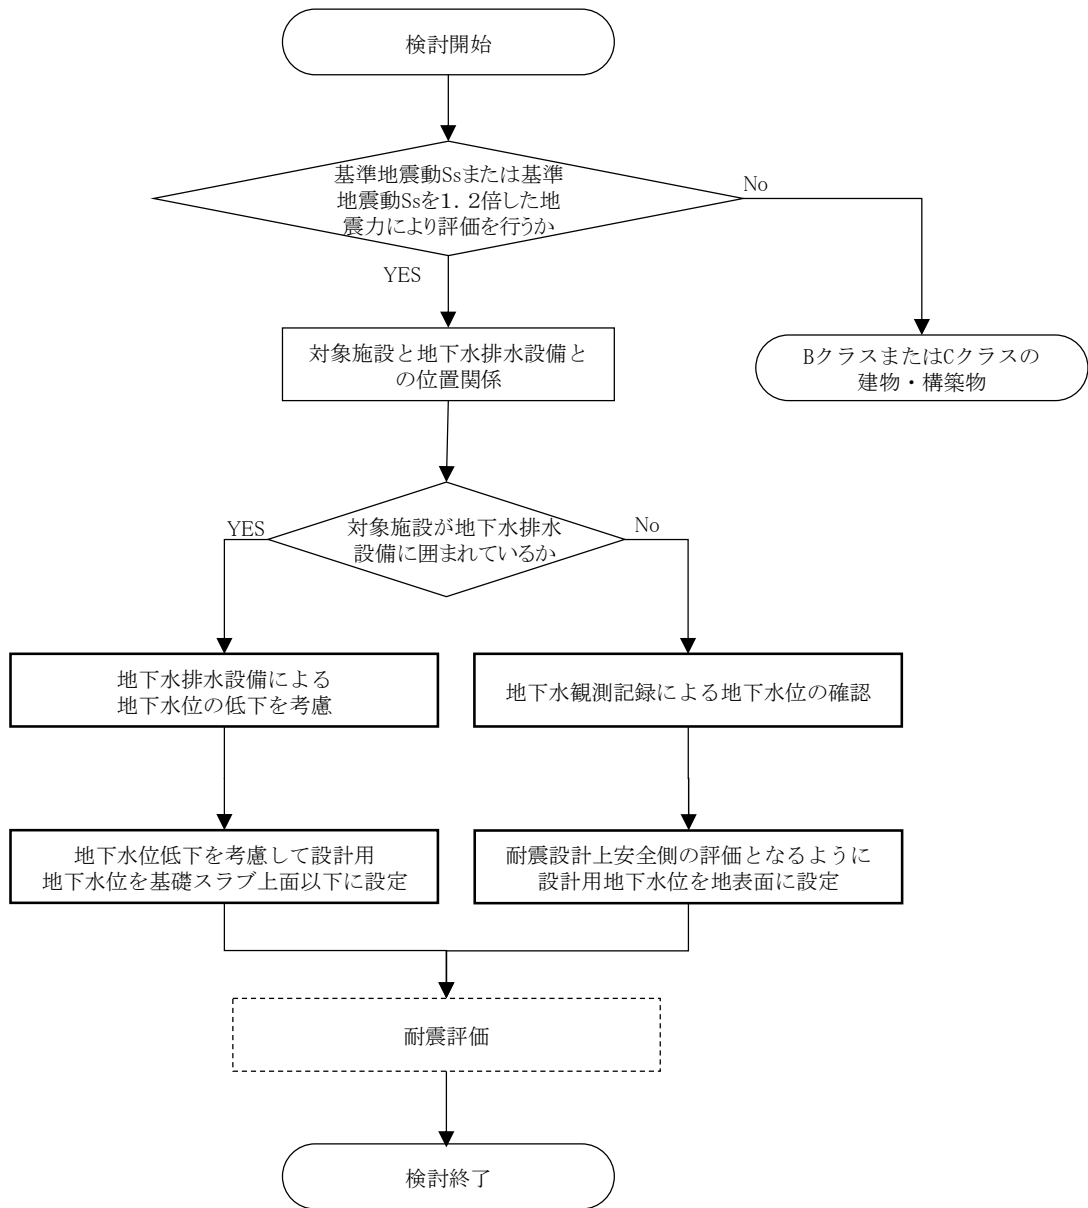 検討開始
基準地震動Ssまたは基準
地震動Ssを1．2倍した地
震力により評価を行うか
No
YES
対象施設と地下水排水設備と
の位置関係
BクラスまたはCクラスの
建物・構築物
YES
対象施設が地下水排水
設備に囲まれているか
No
地下水排水設備による
地下水位の低下を考慮
地下水観測記録による地下水位の確認
地下水位低下を考慮して設計用
地下水位を基礎スラブ上面以下に設定
耐震設計上安全側の評価となるように
設計用地下水位を地表面に設定
耐震評価
検討終了